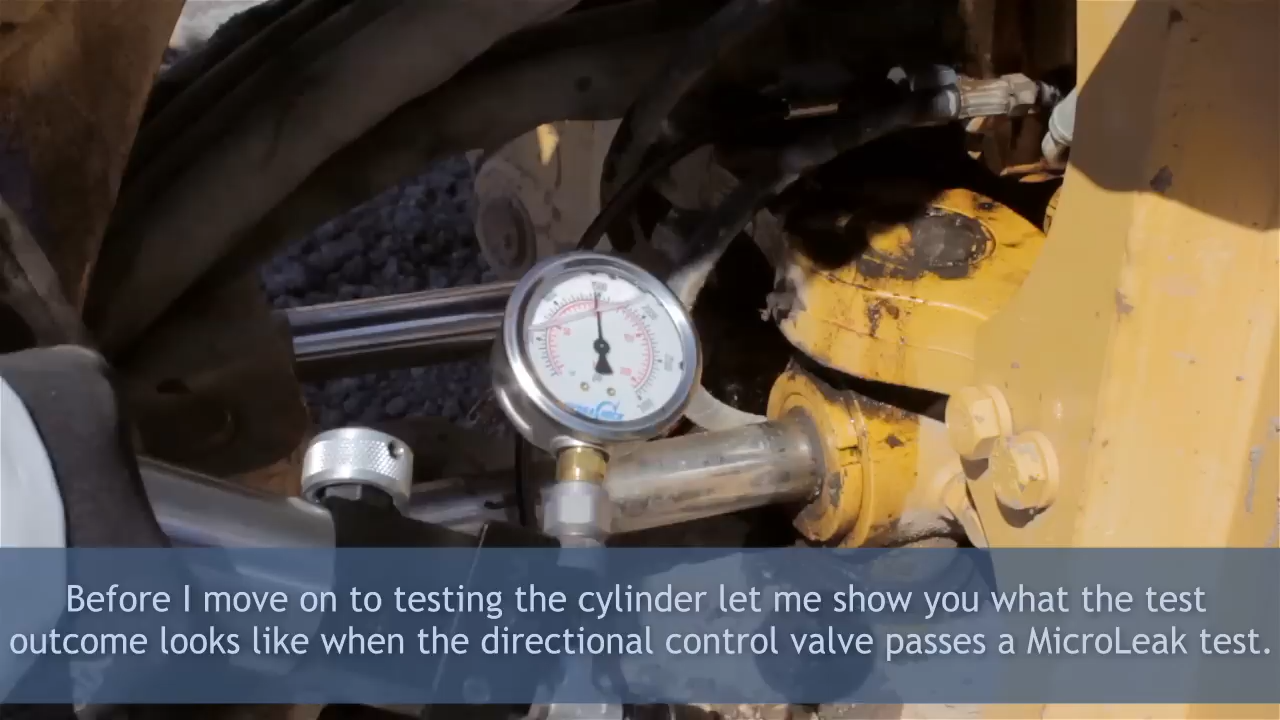 Before I move on to testing the cylinder let me show you what the test
outcome looks like when the directional control valve passes a MicroLeak test.